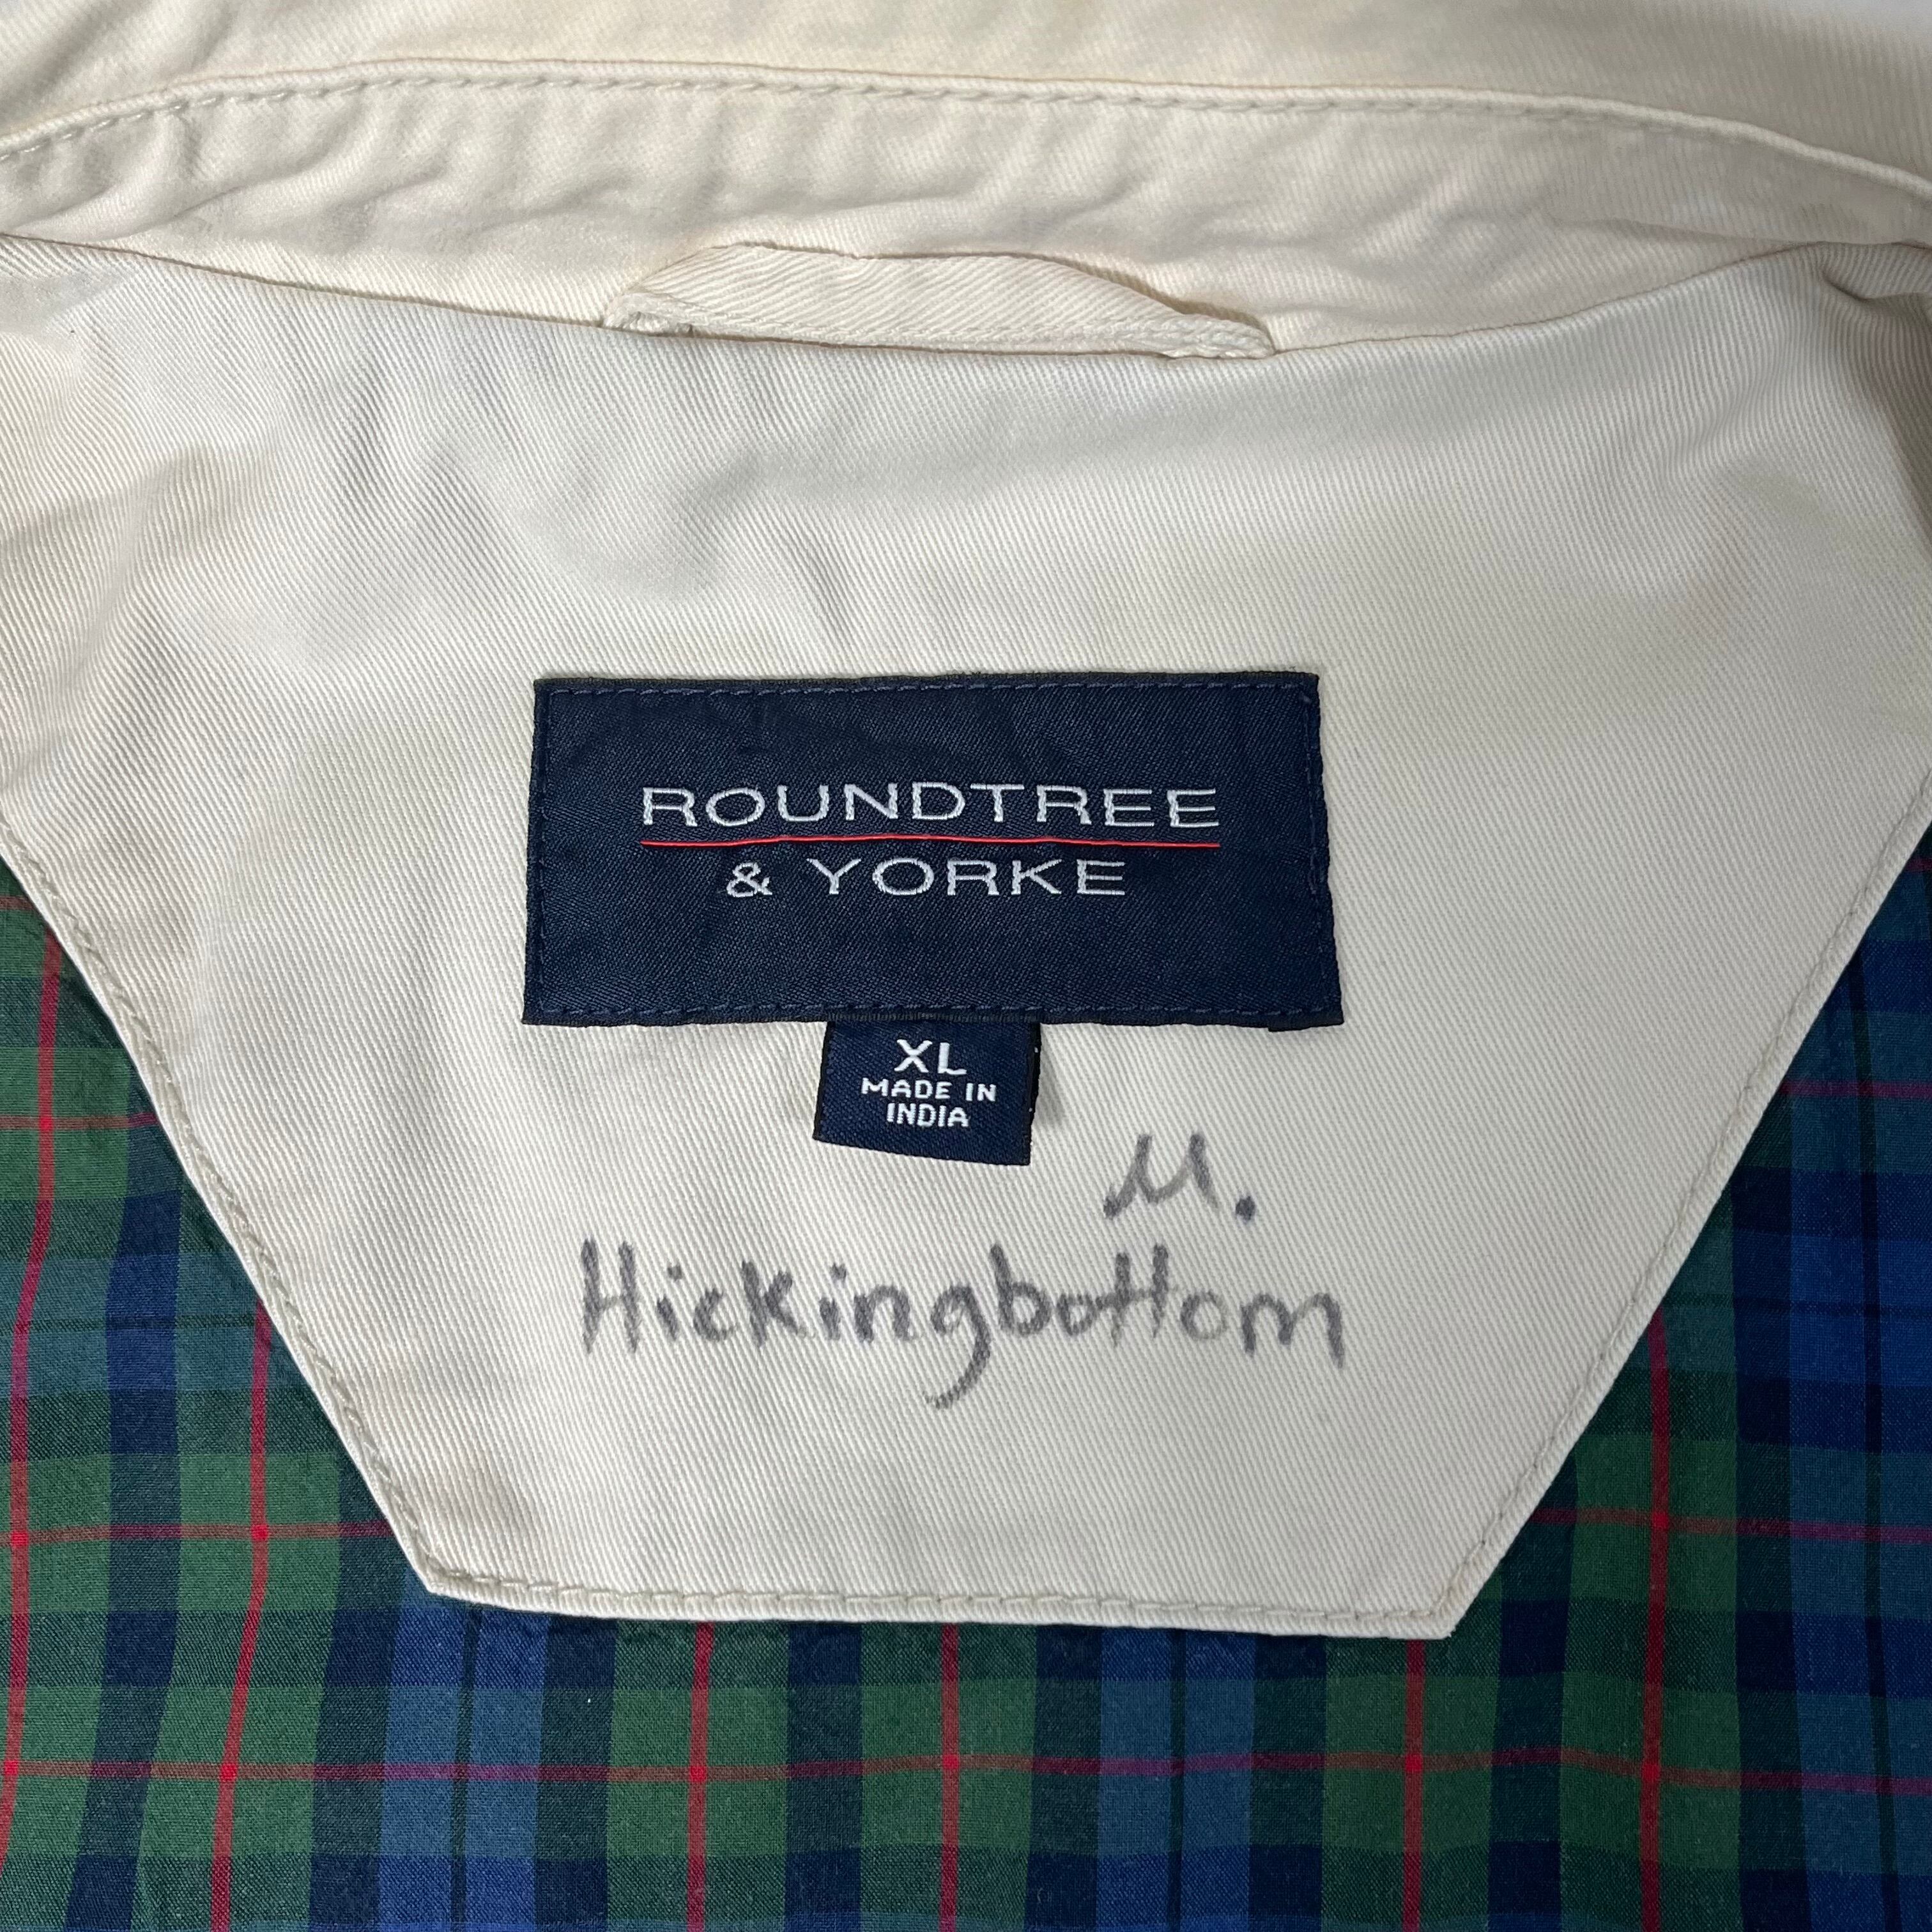 ROUNDTREE
& YORKE
XL
MADE IN
INDIA
M.
Hickingbottom